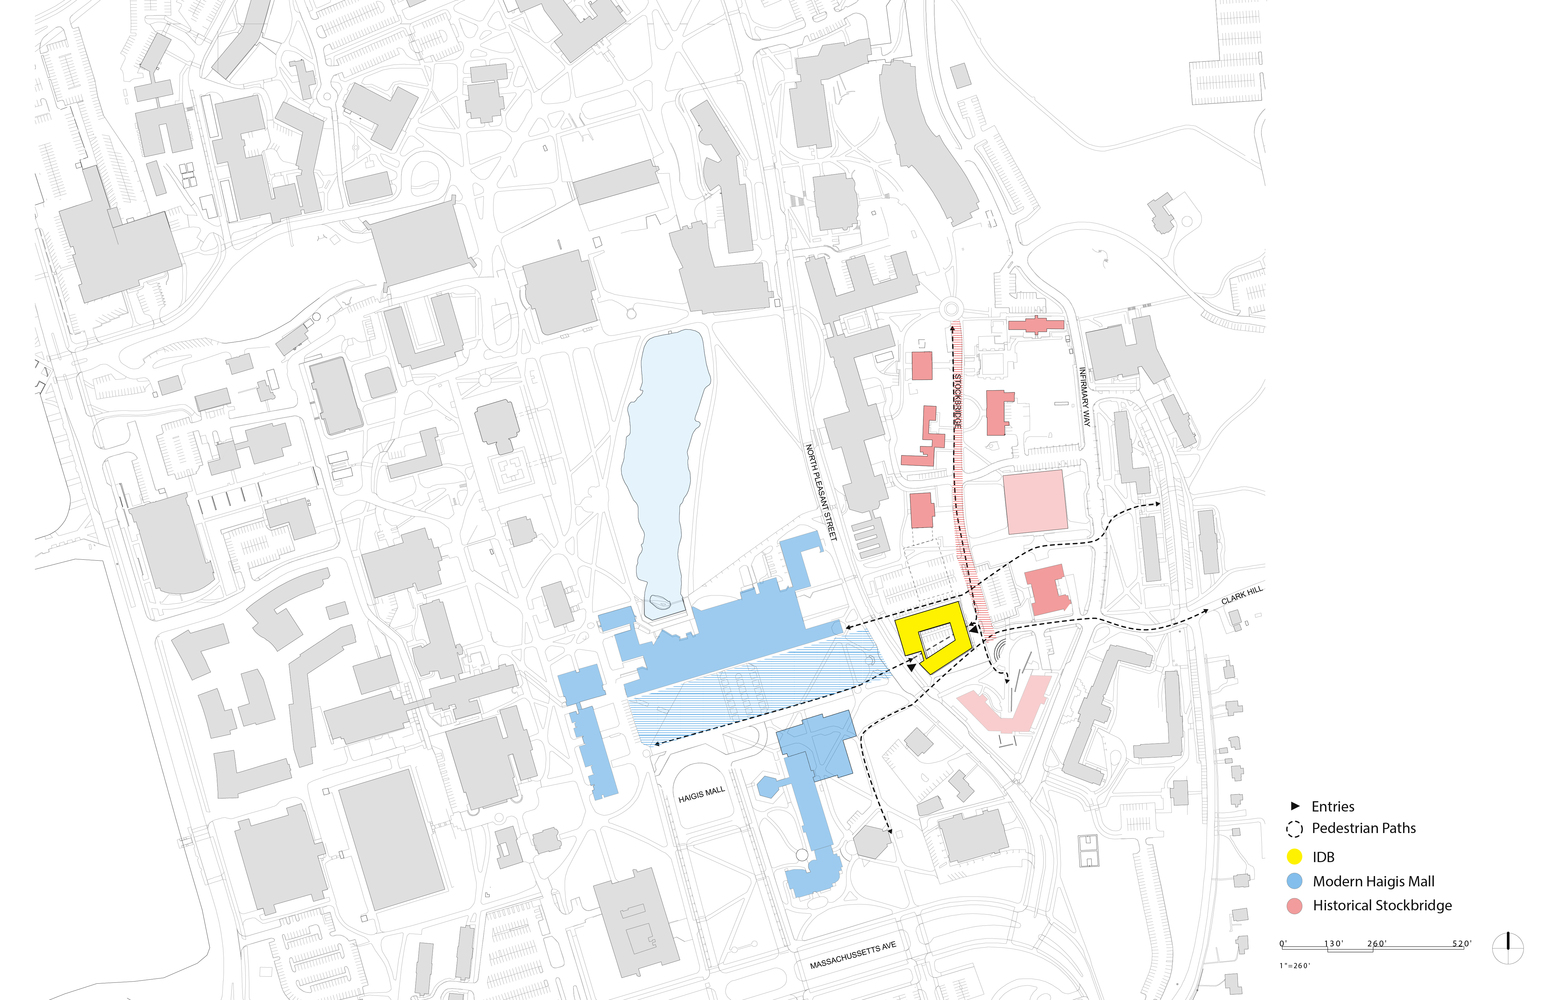 STOCKBRIDGE
INFIRMARY WAY
NORTH PLEASANT STREET
CLARK HILL
HAIGIS MALL
MASSACHUSSETTS AVE
Entries
Pedestrian Paths
IDB
Modern Haigis Mall
Historical Stockbridge
0' 130' 260' 520'
1"=260'